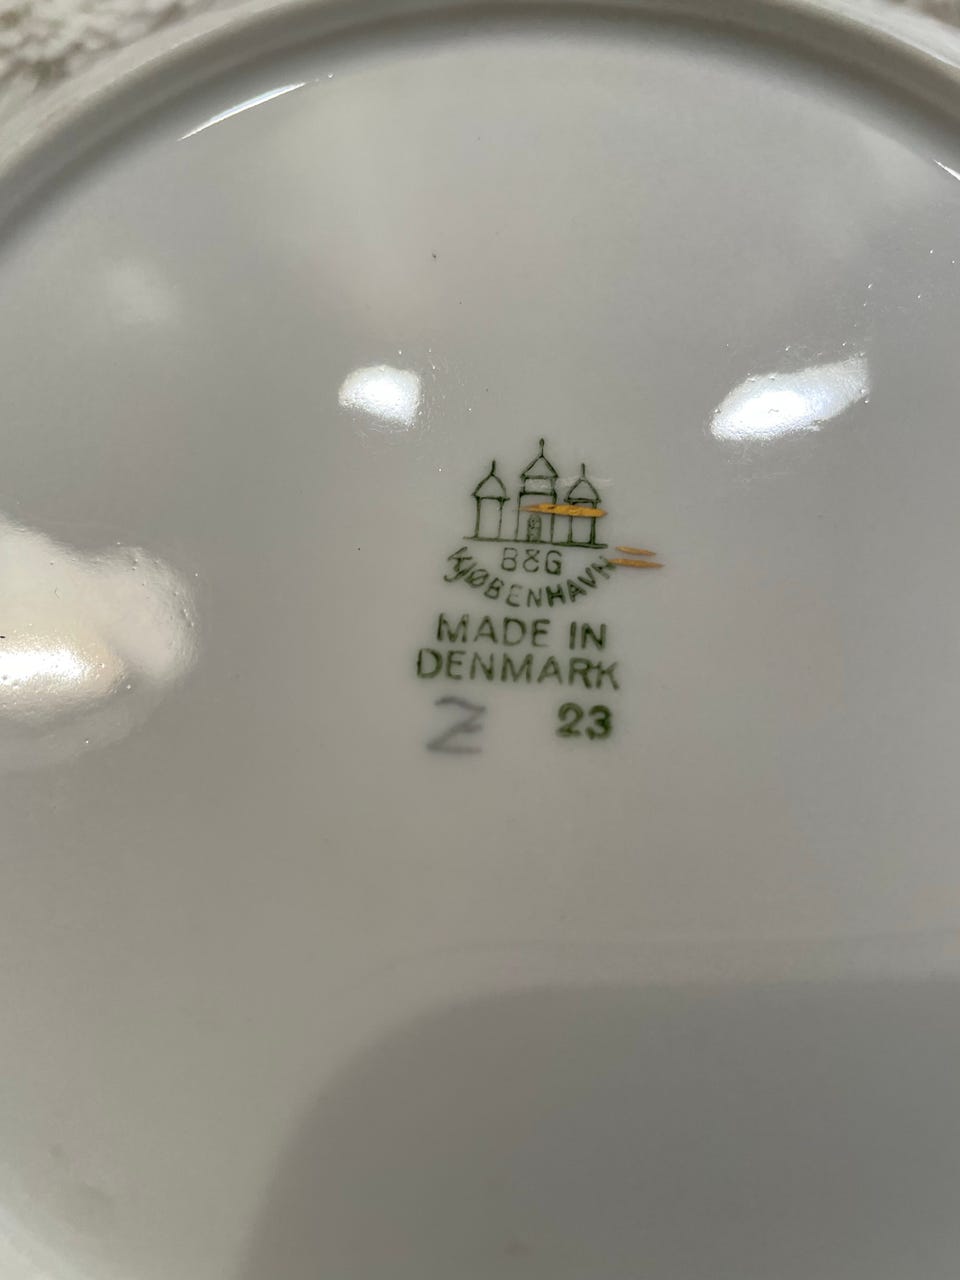 B&G
KJØBENHAVN
MADE IN
DENMARK
Z 23